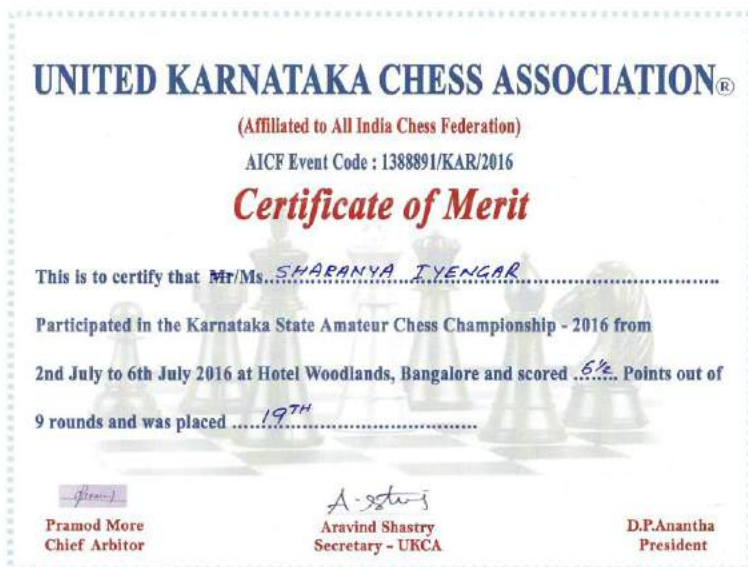 UNITED KARNATAKA CHESS ASSOCIATION®
(Affiliated to All India Chess Federation)
AICF Event Code : 1388891/KAR/2016
Certificate of Merit
This is to certify that Mr/Ms. SHARANYA IYENGAR
Participated in the Karnataka State Amateur Chess Championship - 2016 from
2nd July to 6th July 2016 at Hotel Woodlands, Bangalore and scored 6½ Points out of
9 rounds and was placed 19TH
Pramod More
Chief Arbitor
Aravind Shastry
Secretary - UKCA
D.P.Anantha
President